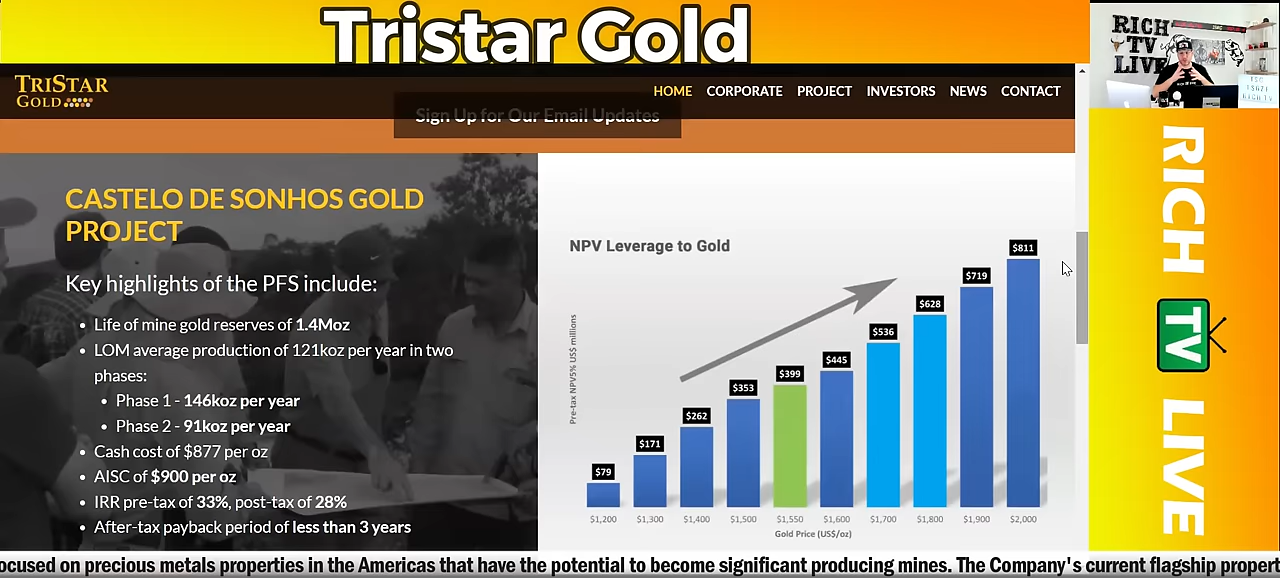 Tristar Gold
TRISTAR
GOLD
HOME CORPORATE PROJECT INVESTORS NEWS CONTACT
Sign Up for Our Email Updates
RICH
TV
LIVE
RICH TV LIVE
CASTELO DE SONHOS GOLD
PROJECT
Key highlights of the PFS include:
• Life of mine gold reserves of 1.4Moz
• LOM average production of 121koz per year in two
phases:
• Phase 1 - 146koz per year
• Phase 2 - 91koz per year
• Cash cost of $877 per oz
• AISC of $900 per oz
• IRR pre-tax of 33%, post-tax of 28%
• After-tax payback period of less than 3 years
NPV Leverage to Gold
Pre-tax NPV5% US$ millions
$79 $171 $262 $353 $399 $445 $536 $628 $719 $811
$1,200 $1,300 $1,400 $1,500 $1,550 $1,600 $1,700 $1,800 $1,900 $2,000
Gold Price (US$/oz)
ocused on precious metals properties in the Americas that have the potential to become significant producing mines. The Company's current flagship propert